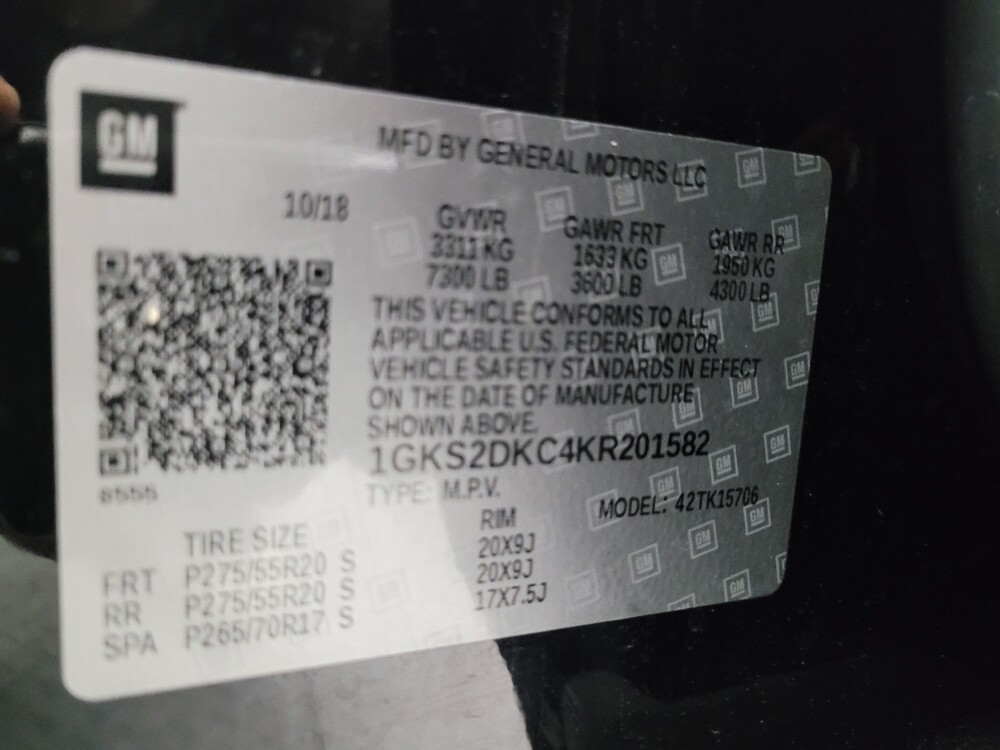 GM
MFD BY GENERAL MOTORS LLC
10/18
GVWR GAWR FRT GAWR RR
3311 KG 1633 KG 1950 KG
7300 LB 3600 LB 4300 LB
THIS VEHICLE CONFORMS TO ALL
APPLICABLE U.S. FEDERAL MOTOR
VEHICLE SAFETY STANDARDS IN EFFECT
ON THE DATE OF MANUFACTURE
SHOWN ABOVE.
1GKS2DKC4KR201582
TYPE: M.P.V. MODEL: 42TK15706
TIRE SIZE RIM
FRT P275/55R20 S 20X9J
RR P275/55R20 S 20X9J
SPA P265/70R17 S 17X7.5J